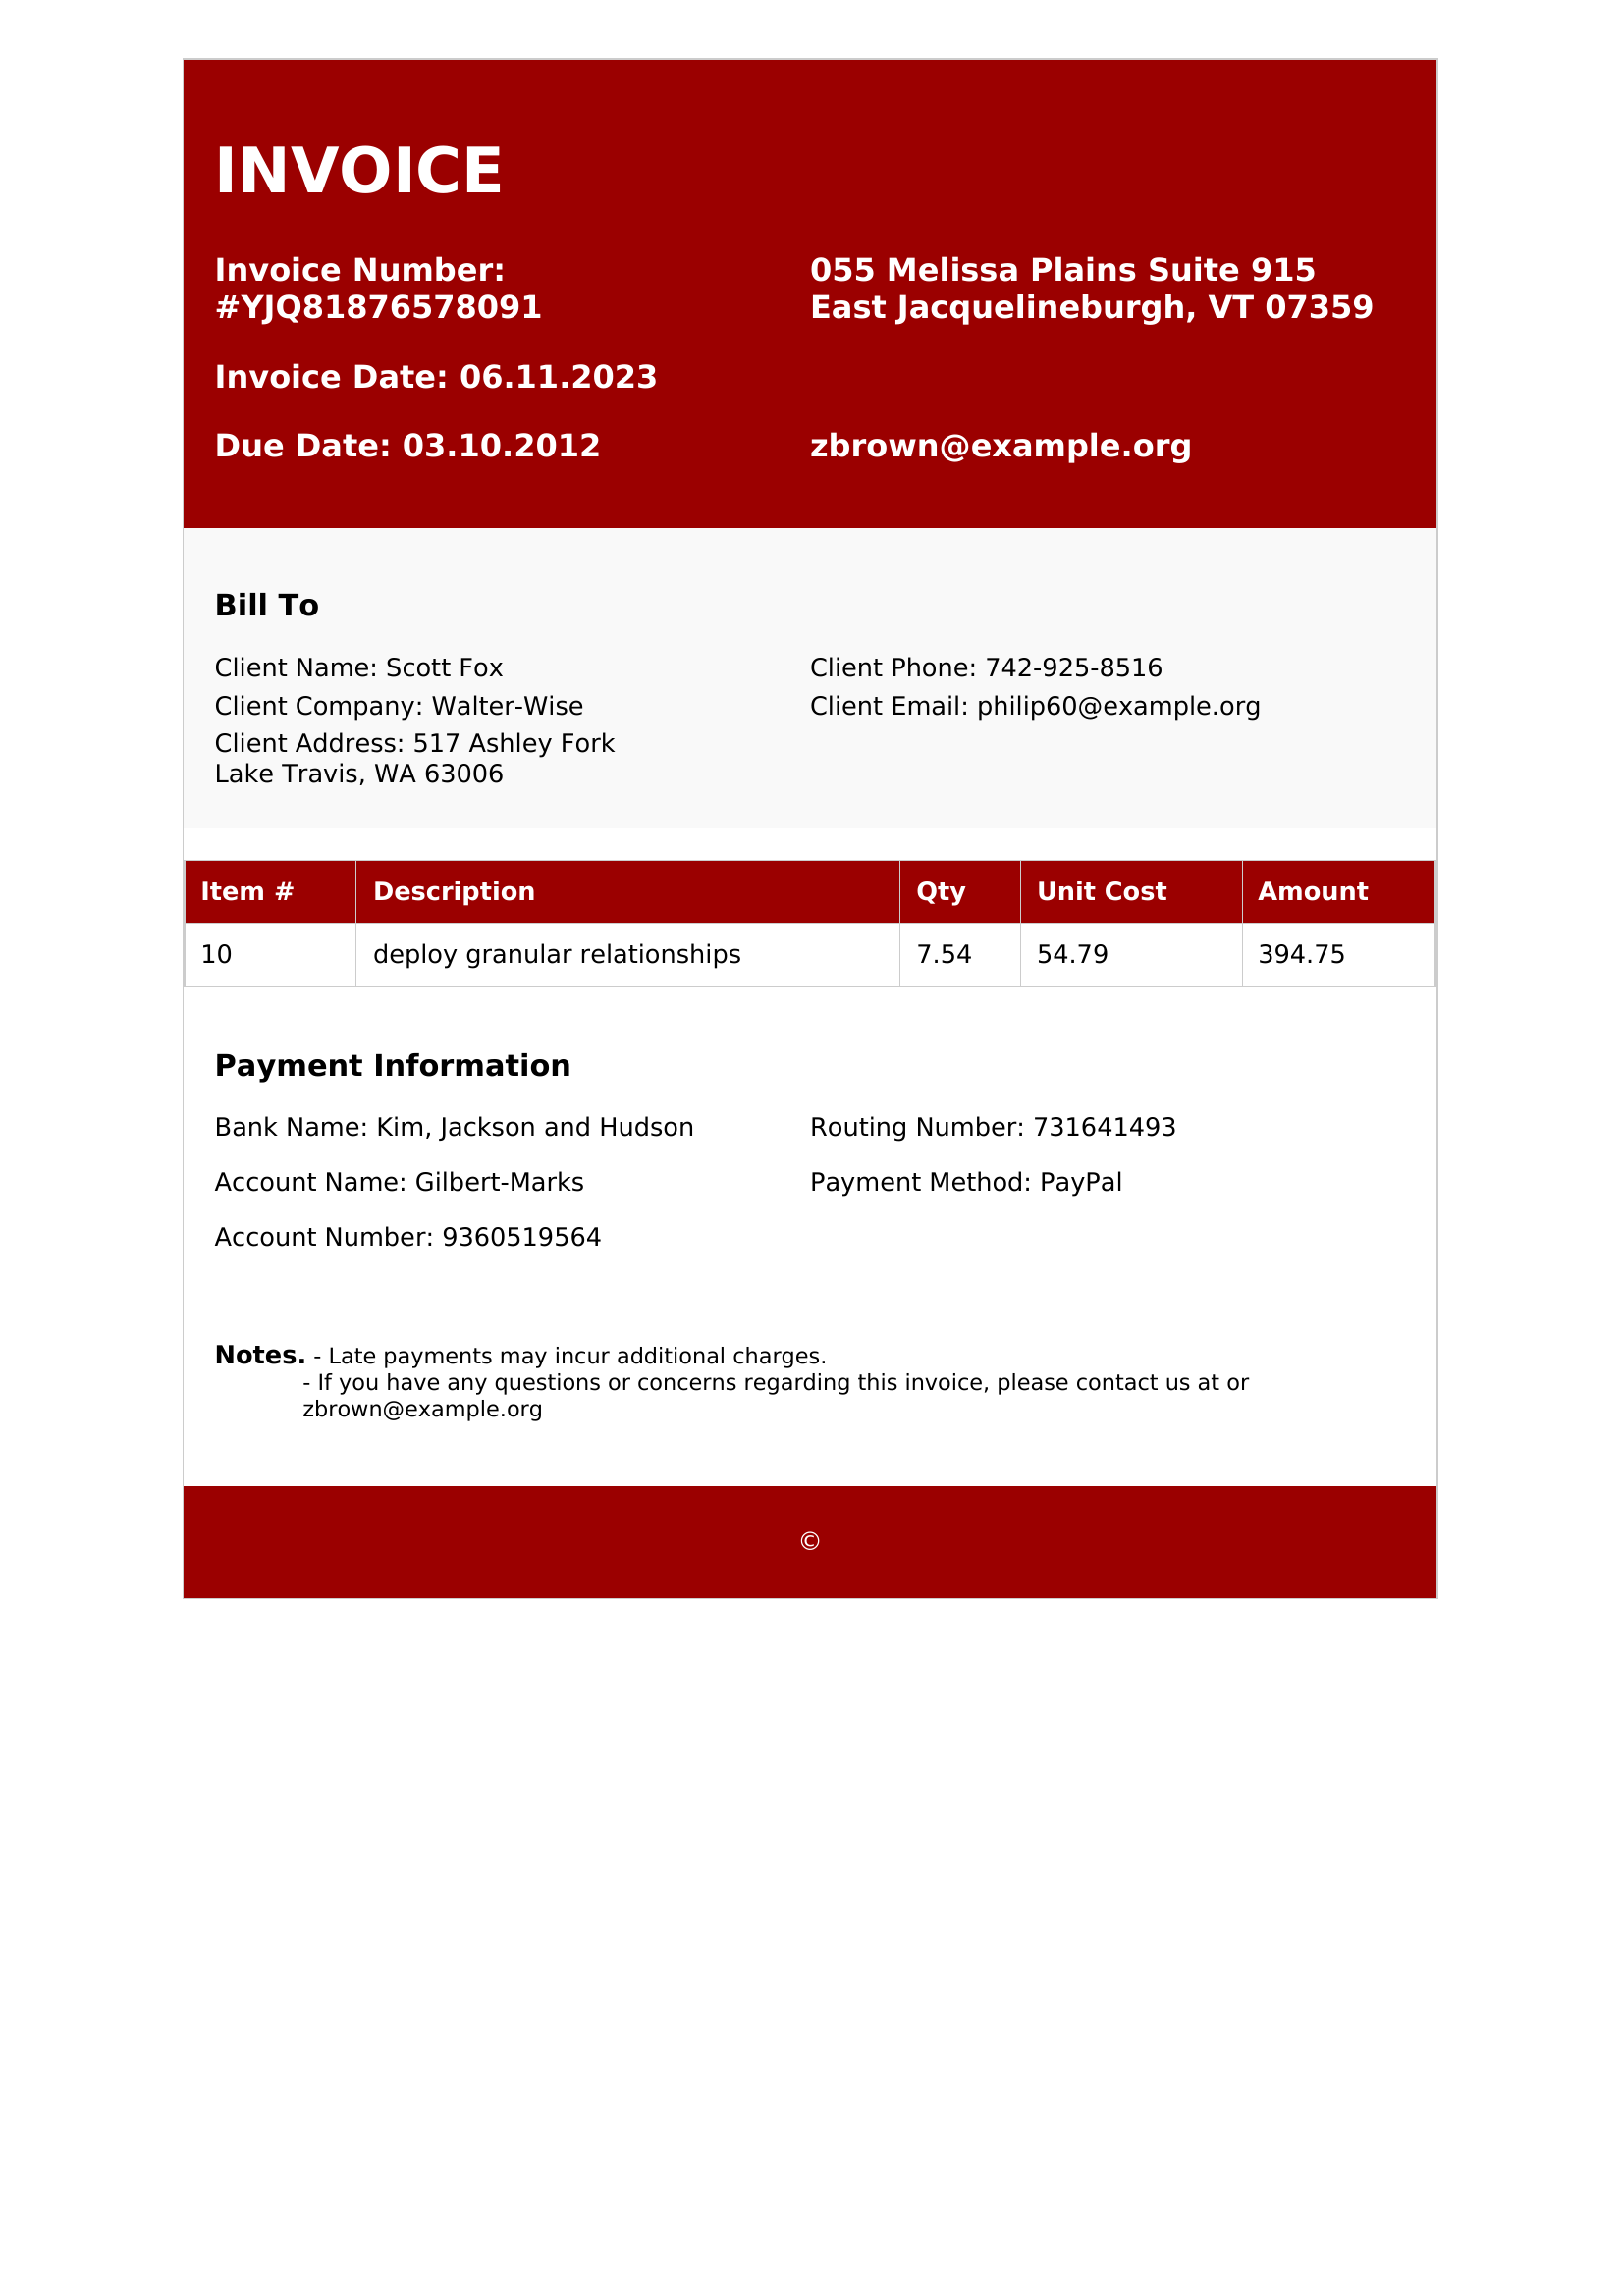 INVOICE
Invoice Number:
#YJQ81876578091
Invoice Date: 06.11.2023
Due Date: 03.10.2012
055 Melissa Plains Suite 915
East Jacquelineburgh, VT 07359
zbrown@example.org
Bill To
Client Name: Scott Fox
Client Company: Walter-Wise
Client Address: 517 Ashley Fork
Lake Travis, WA 63006
Client Phone: 742-925-8516
Client Email: philip60@example.org
Item # Description Qty Unit Cost Amount
10 deploy granular relationships 7.54 54.79 394.75
Payment Information
Bank Name: Kim, Jackson and Hudson
Account Name: Gilbert-Marks
Account Number: 9360519564
Routing Number: 731641493
Payment Method: PayPal
Notes. - Late payments may incur additional charges.
- If you have any questions or concerns regarding this invoice, please contact us at or
zbrown@example.org
©